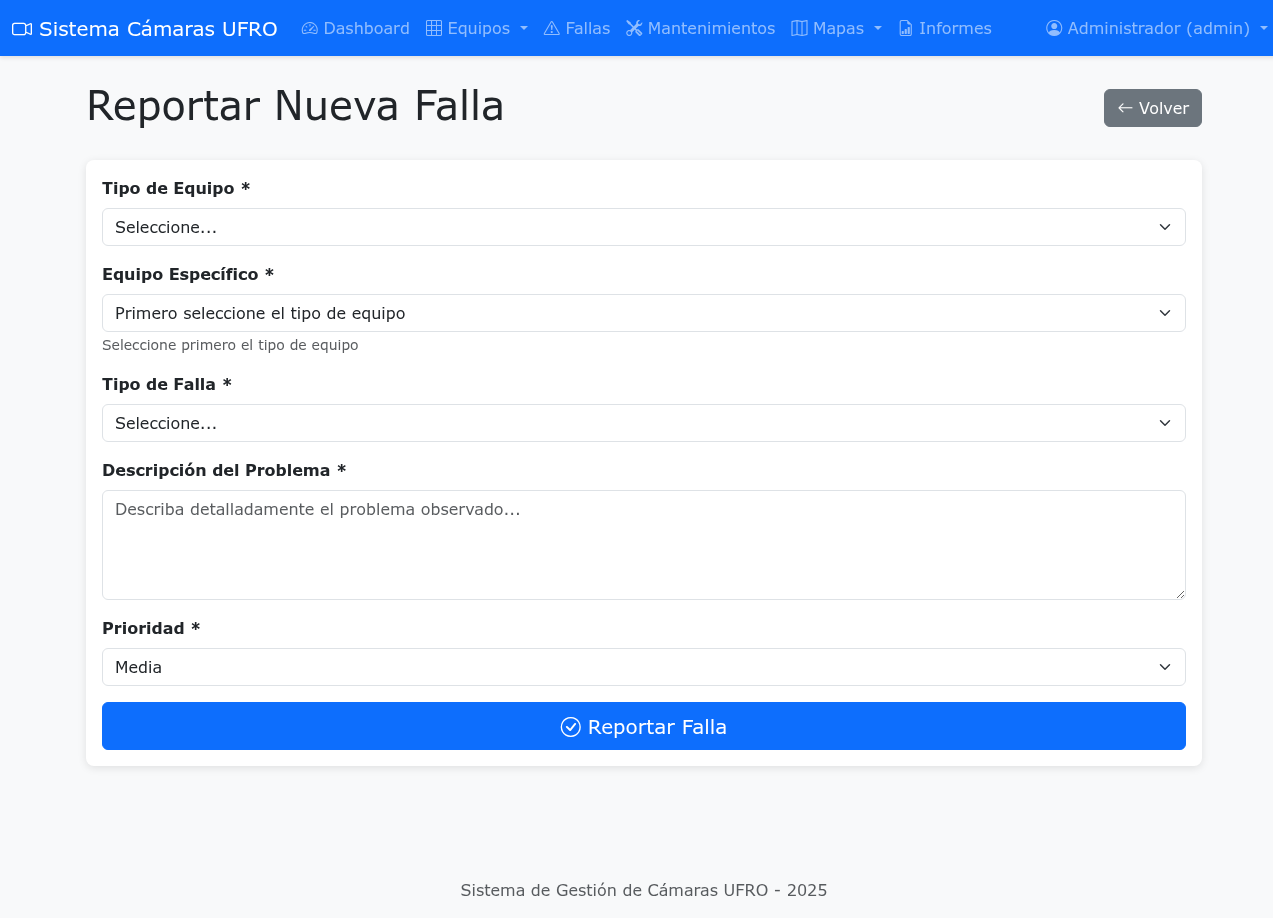 Sistema Cámaras UFRO Dashboard Equipos Fallas Mantenimientos Mapas Informes Administrador (admin)
Reportar Nueva Falla
Volver
Tipo de Equipo *
Seleccione...
Equipo Específico *
Primero seleccione el tipo de equipo
Seleccione primero el tipo de equipo
Tipo de Falla *
Seleccione...
Descripción del Problema *
Describa detalladamente el problema observado...
Prioridad *
Media
Reportar Falla
Sistema de Gestión de Cámaras UFRO - 2025